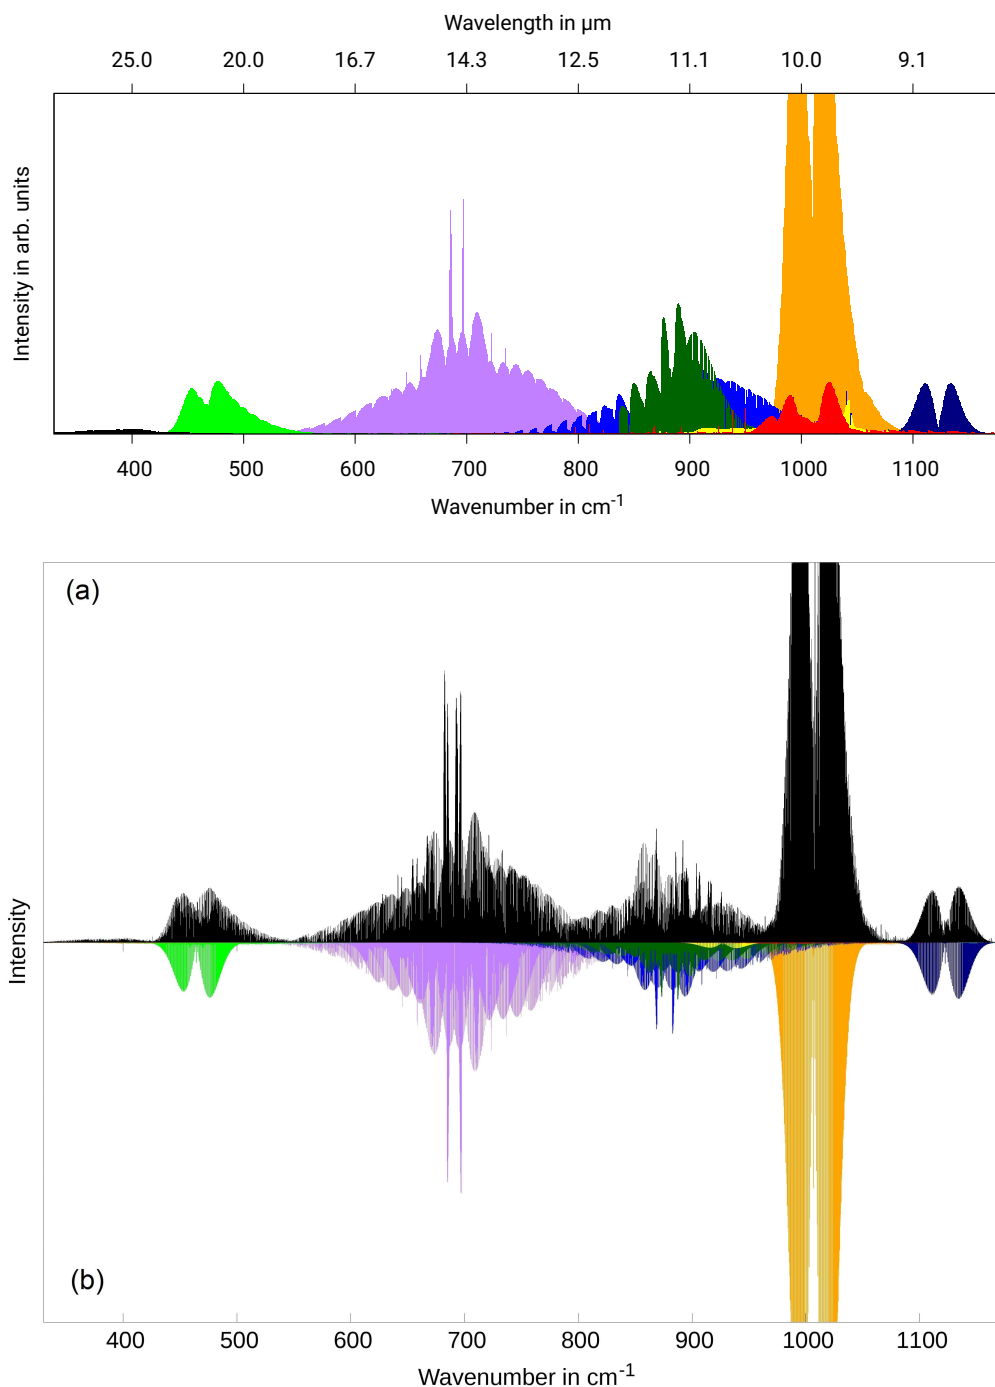 Wavelength in µm
25.0 20.0 16.7 14.3 12.5 11.1 10.0 9.1
Intensity in arb. units
400 500 600 700 800 900 1000 1100
Wavenumber in cm⁻¹
(a)
Intensity
(b)
400 500 600 700 800 900 1000 1100
Wavenumber in cm⁻¹